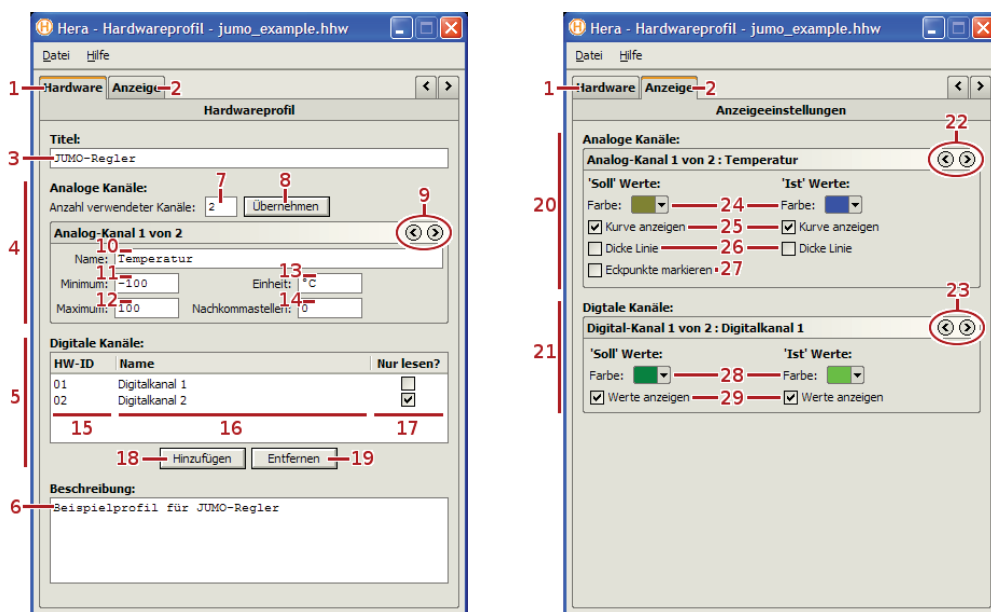 Hera - Hardwareprofil - jumo_example.hhw
Datei Hilfe
1 Hardware Anzeige 2
Hardwareprofil
Titel:
3 JUMO-Regler
4
Analoge Kanäle:
7 8 9
Anzahl verwendeter Kanäle: 2 Übernehmen
Analog-Kanal 1 von 2
10
Name: Temperatur
11 13
Minimum: -100 Einheit: °C
12 14
Maximum: 100 Nachkommastellen: 0
5
Digitale Kanäle:
HW-ID Name Nur lesen?
01 Digitalkanal 1
02 Digitalkanal 2
15 16 17
18 Hinzufügen Entfernen 19
Beschreibung:
6 Beispielprofil für JUMO-Regler
Hera - Hardwareprofil - jumo_example.hhw
Datei Hilfe
1 Hardware Anzeige 2
Anzeigeeinstellungen
22
Analoge Kanäle:
Analog-Kanal 1 von 2 : Temperatur
20
'Soll' Werte: 'Ist' Werte:
Farbe: 24 Farbe:
Kurve anzeigen 25 Kurve anzeigen
Dicke Linie 26 Dicke Linie
Eckpunkte markieren 27
23
Digtale Kanäle:
Digital-Kanal 1 von 2 : Digitalkanal 1
21
'Soll' Werte: 'Ist' Werte:
Farbe: 28 Farbe:
Werte anzeigen 29 Werte anzeigen